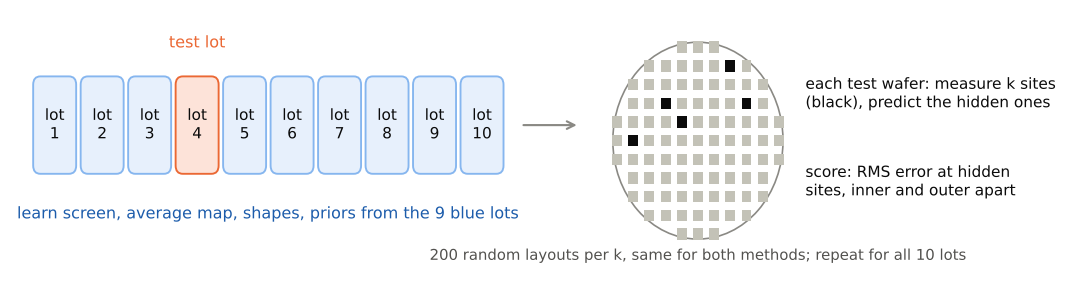 test lot
lot
1
lot
2
lot
3
lot
4
lot
5
lot
6
lot
7
lot
8
lot
9
lot
10
learn screen, average map, shapes, priors from the 9 blue lots
each test wafer: measure k sites
(black), predict the hidden ones
score: RMS error at hidden
sites, inner and outer apart
200 random layouts per k, same for both methods; repeat for all 10 lots